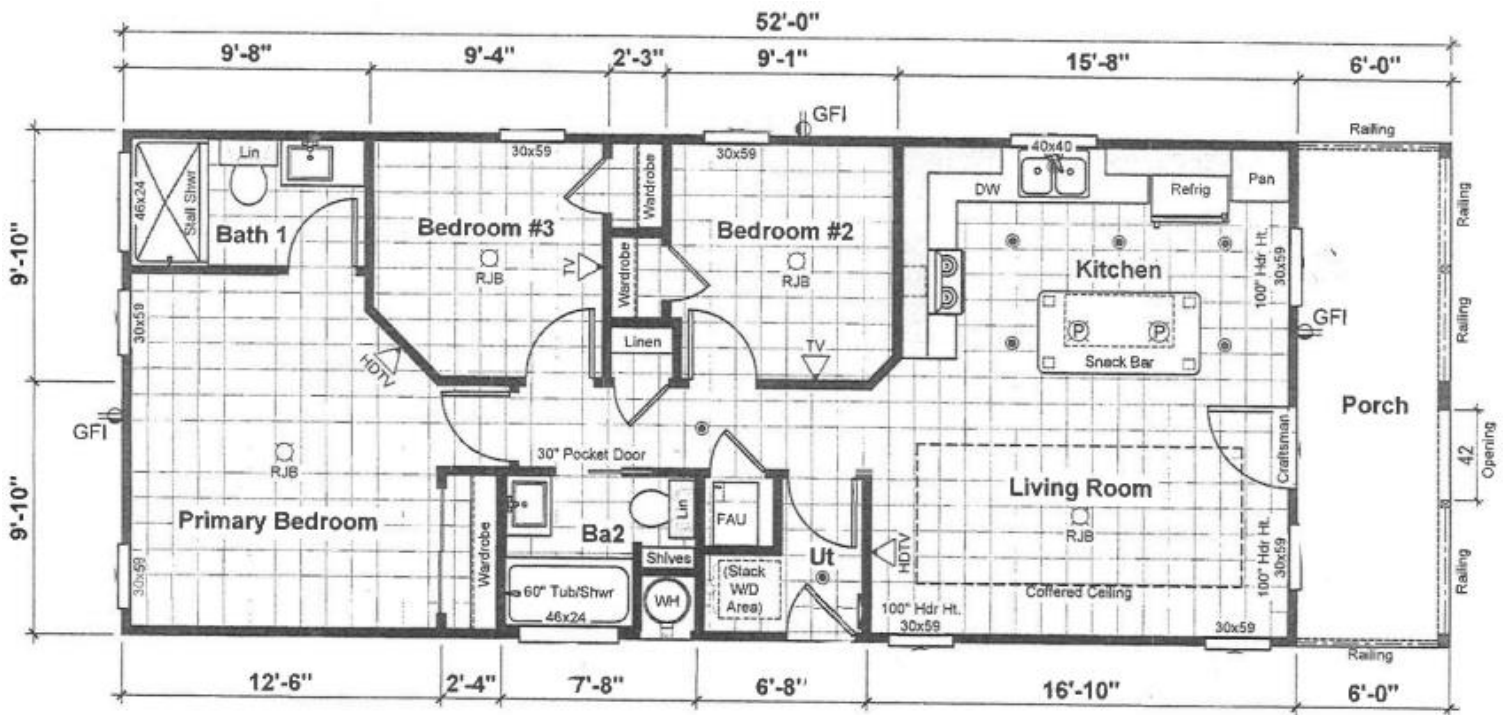 52'-0"
9'-8"
9'-4"
2'-3"
9'-1"
15'-8"
6'-0"
GFI
Railing
30x59
30x59
40x40
Lin
46x24
Stall Shwr
Bath 1
Wardrobe
DW
Refrig
Pan
Railing
9'-10"
Bedroom #3
RJB
TV
Wardrobe
Bedroom #2
RJB
Kitchen
100" Hdr Ht.
30x59
30x59
HDTV
Linen
TV
P
P
Snack Bar
GFI
Railing
GFI
Porch
Craftsman
42
Opening
RJB
30" Pocket Door
9'-10"
Primary Bedroom
30x59
Wardrobe
Ba2
Lin
Shlves
60" Tub/Shwr
46x24
WH
FAU
Ut
(Stack
W/D
Area)
HDTV
Living Room
RJB
Coffered Ceiling
100" Hdr Ht.
30x59
100" Hdr Ht.
30x59
30x59
Railing
Railing
12'-6"
2'-4"
7'-8"
6'-8"
16'-10"
6'-0"